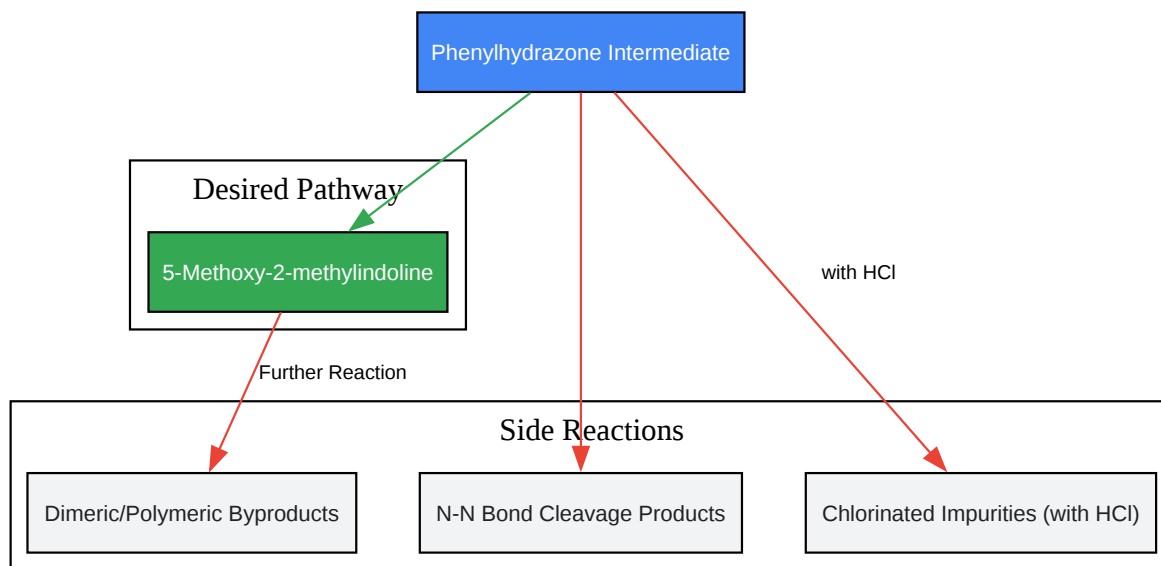 Phenylhydrazone Intermediate
Desired Pathway
5-Methoxy-2-methylindoline
with HCl
Further Reaction
Side Reactions
Dimeric/Polymeric Byproducts
N-N Bond Cleavage Products
Chlorinated Impurities (with HCl)